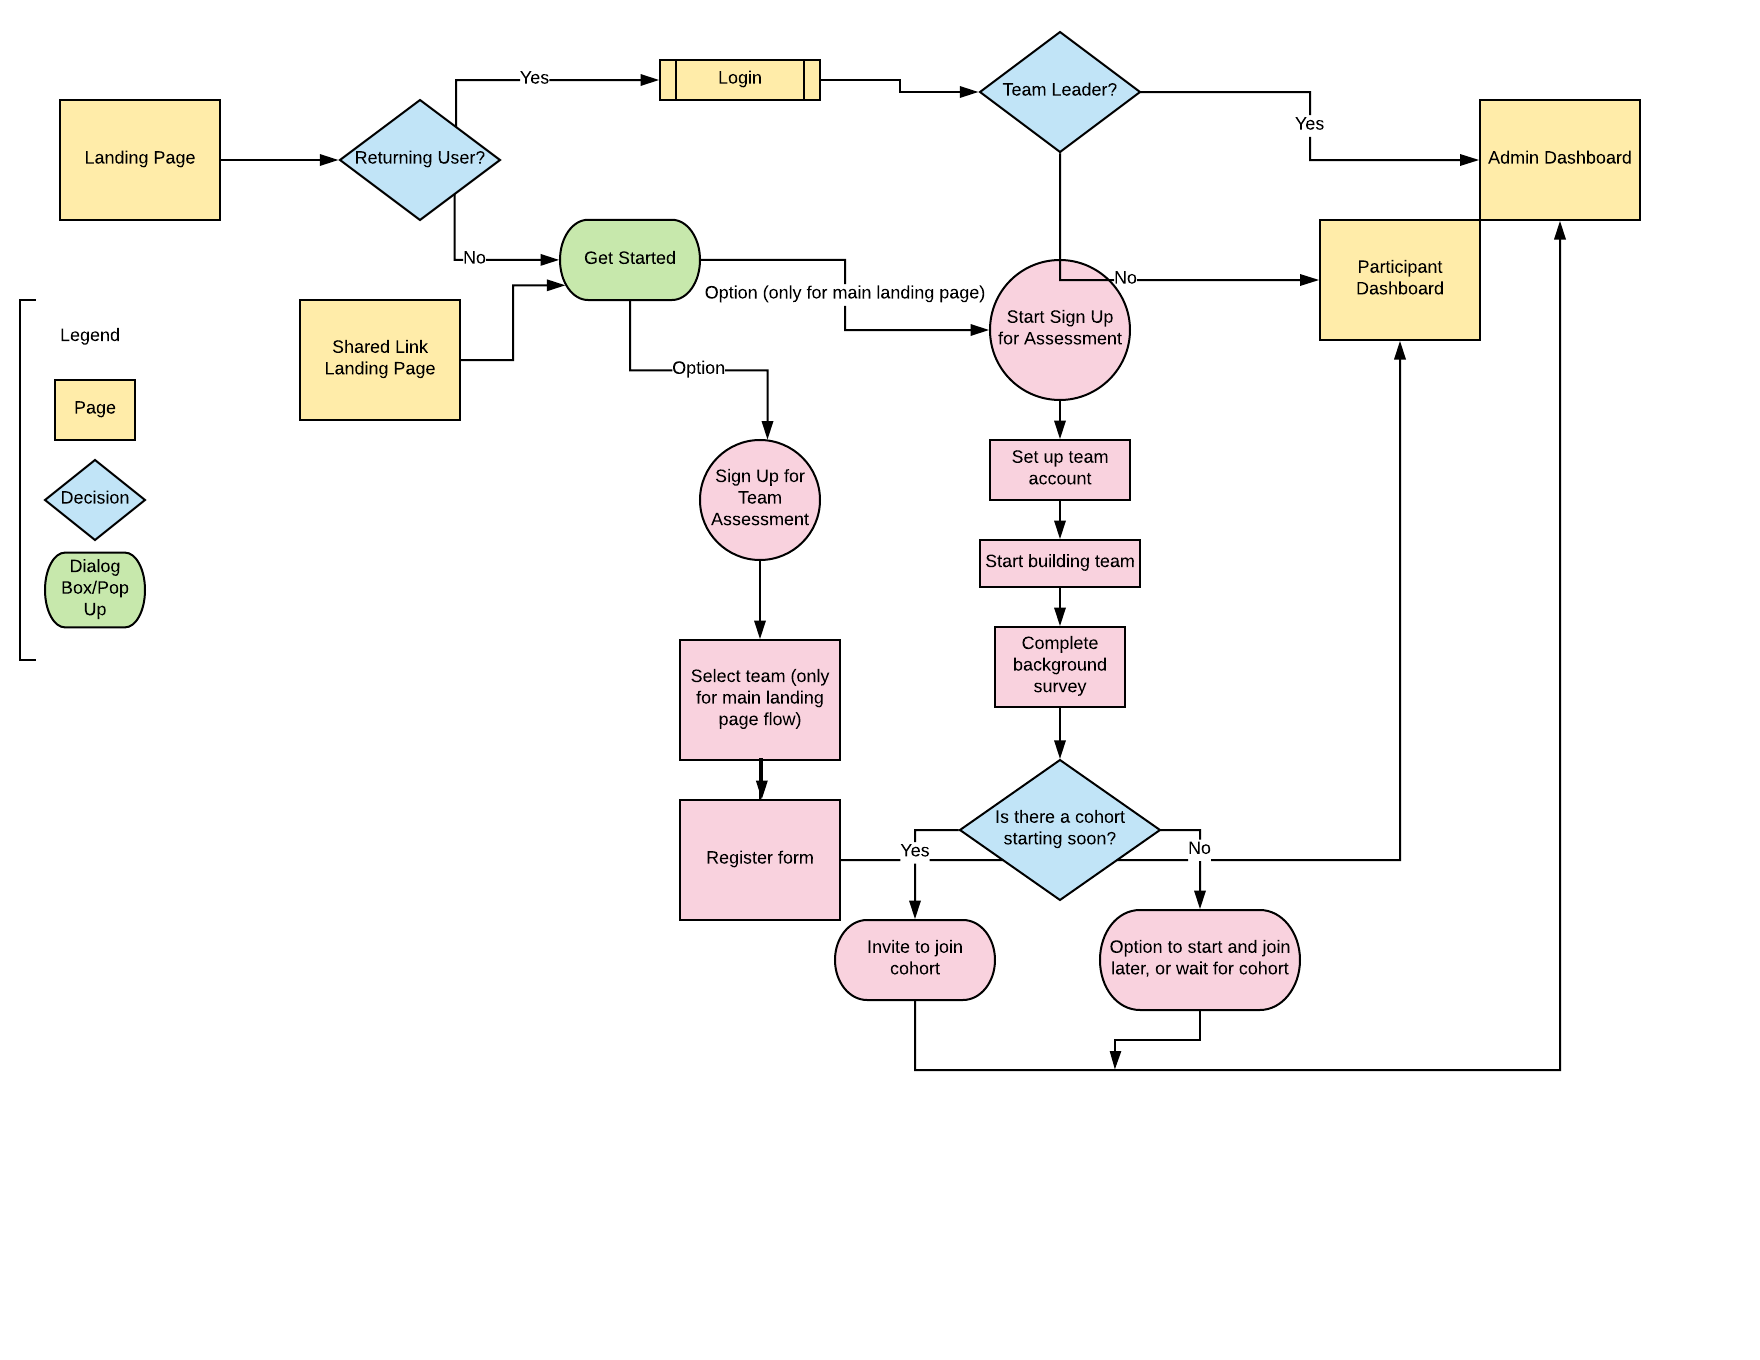 Yes
Login
Team Leader?
Yes
Landing Page
Returning User?
Admin Dashboard
No
Get Started
Option (only for main landing page)
No
Participant
Dashboard
Legend
Shared Link
Landing Page
Start Sign Up
for Assessment
Option
Page
Set up team
account
Decision
Sign Up for
Team
Assessment
Start building team
Dialog
Box/Pop
Up
Complete
background
survey
Select team (only
for main landing
page flow)
Is there a cohort
starting soon?
Register form
Yes
No
Invite to join
cohort
Option to start and join
later, or wait for cohort